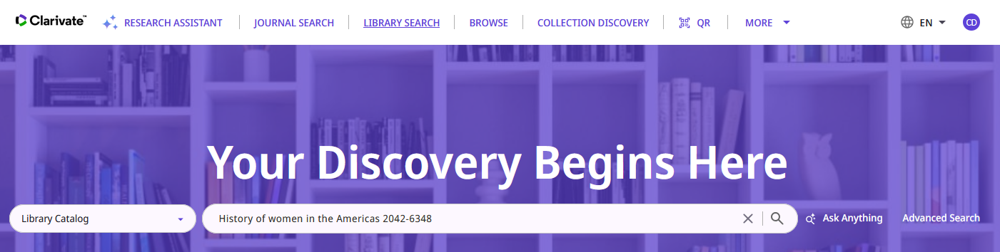 Clarivate™ RESEARCH ASSISTANT JOURNAL SEARCH LIBRARY SEARCH BROWSE COLLECTION DISCOVERY QR MORE EN CD
Your Discovery Begins Here
Library Catalog History of women in the Americas 2042-6348 Ask Anything Advanced Search